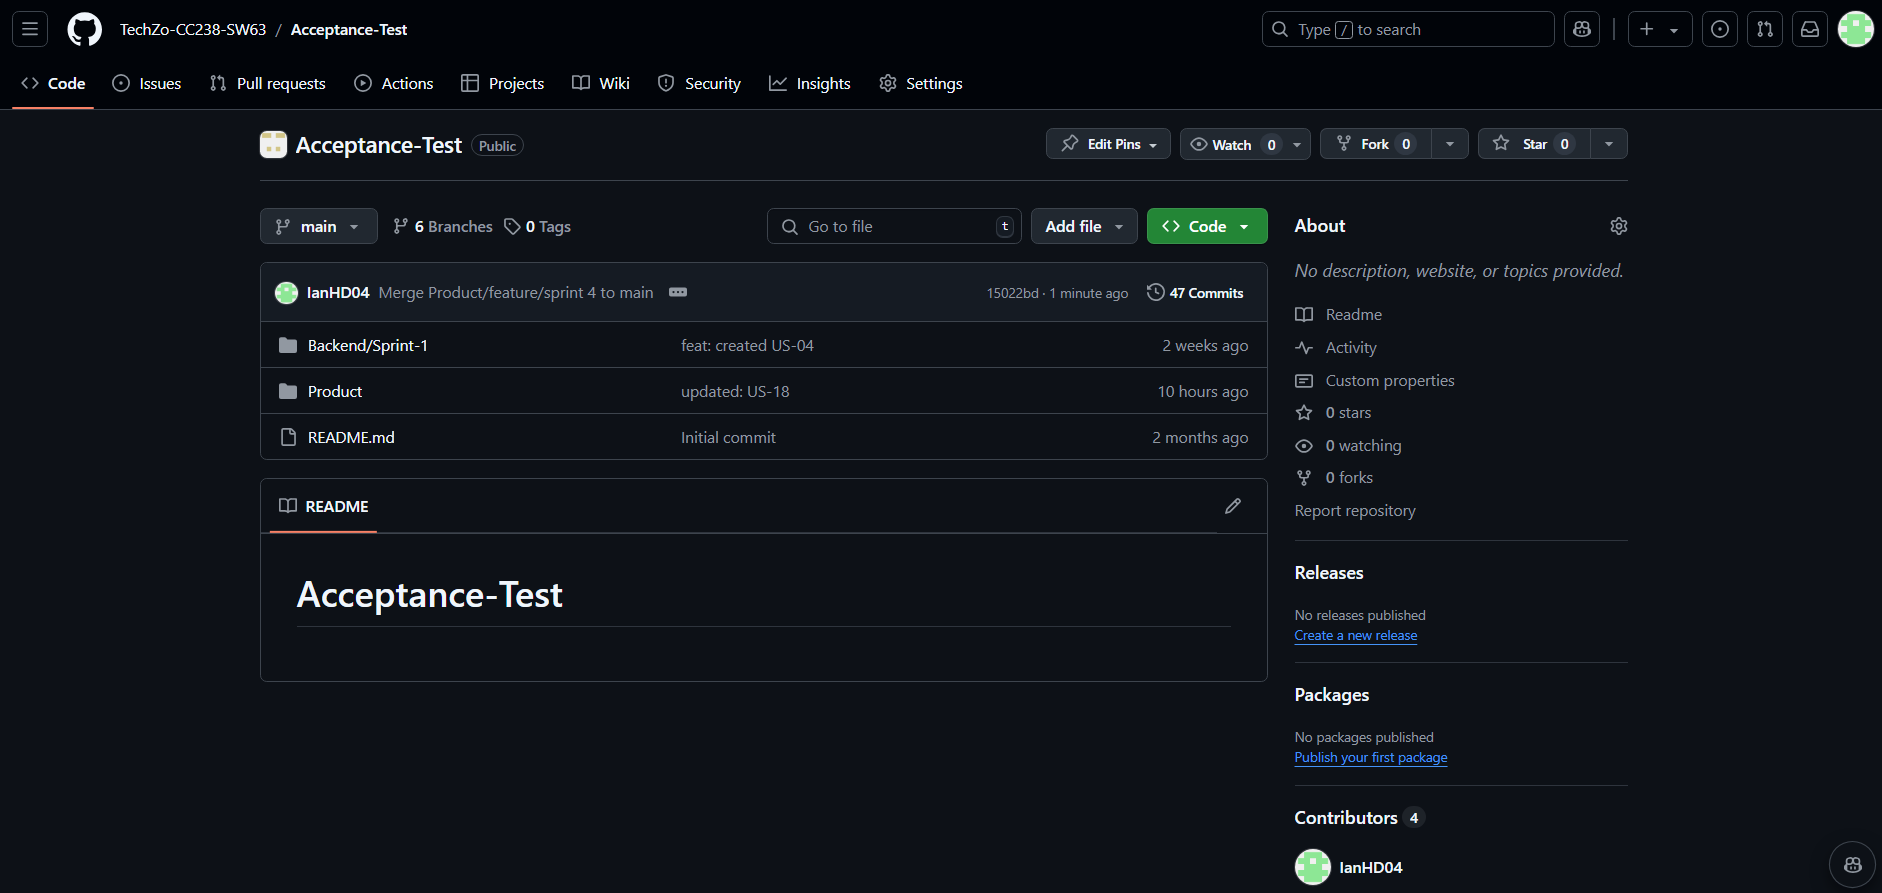 TechZo-CC238-SW63 / Acceptance-Test
Type / to search
Code
Issues
Pull requests
Actions
Projects
Wiki
Security
Insights
Settings
Acceptance-Test Public
Edit Pins
Watch 0
Fork 0
Star 0
main
6 Branches
0 Tags
Go to file t
Add file
Code
IanHD04 Merge Product/feature/sprint 4 to main
15022bd · 1 minute ago
47 Commits
Backend/Sprint-1 feat: created US-04 2 weeks ago
Product updated: US-18 10 hours ago
README.md Initial commit 2 months ago
README
Acceptance-Test
About
No description, website, or topics provided.
Readme
Activity
Custom properties
0 stars
0 watching
0 forks
Report repository
Releases
No releases published
Create a new release
Packages
No packages published
Publish your first package
Contributors 4
IanHD04